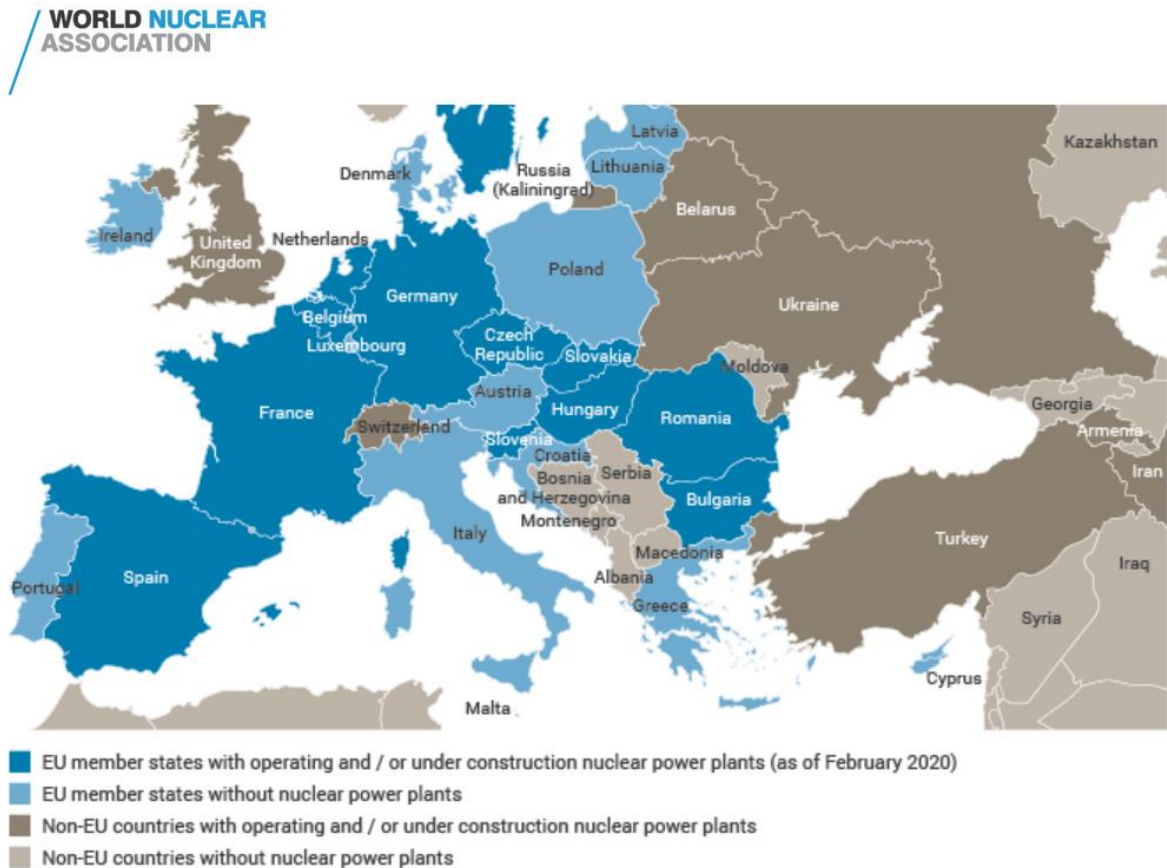 WORLD NUCLEAR
ASSOCIATION
Latvia
Kazakhstan
Denmark
Lithuania
Russia
(Kaliningrad)
Belarus
Ireland
United
Kingdom
Netherlands
Poland
Germany
Ukraine
Belgium
Czech
Republic
Luxembourg
Slovakia
Moldova
Austria
France
Hungary
Romania
Georgia
Switzerland
Armenia
Slovenia
Croatia
Serbia
Iran
Bosnia
and Herzegovina
Bulgaria
Montenegro
Italy
Turkey
Macedonia
Iraq
Spain
Albania
Portugal
Greece
Syria
Cyprus
Malta
EU member states with operating and / or under construction nuclear power plants (as of February 2020)
EU member states without nuclear power plants
Non-EU countries with operating and / or under construction nuclear power plants
Non-EU countries without nuclear power plants